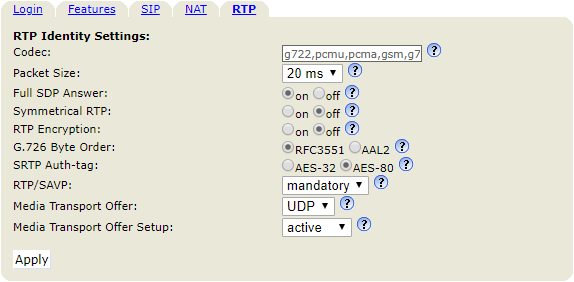 Login Features SIP NAT RTP
RTP Identity Settings:
Codec: g722,pcmu,pcma,gsm,g7 ?
Packet Size: 20 ms ?
Full SDP Answer: on off ?
Symmetrical RTP: on off ?
RTP Encryption: on off ?
G.726 Byte Order: RFC3551 AAL2 ?
SRTP Auth-tag: AES-32 AES-80 ?
RTP/SAVP: mandatory ?
Media Transport Offer: UDP ?
Media Transport Offer Setup: active ?
Apply